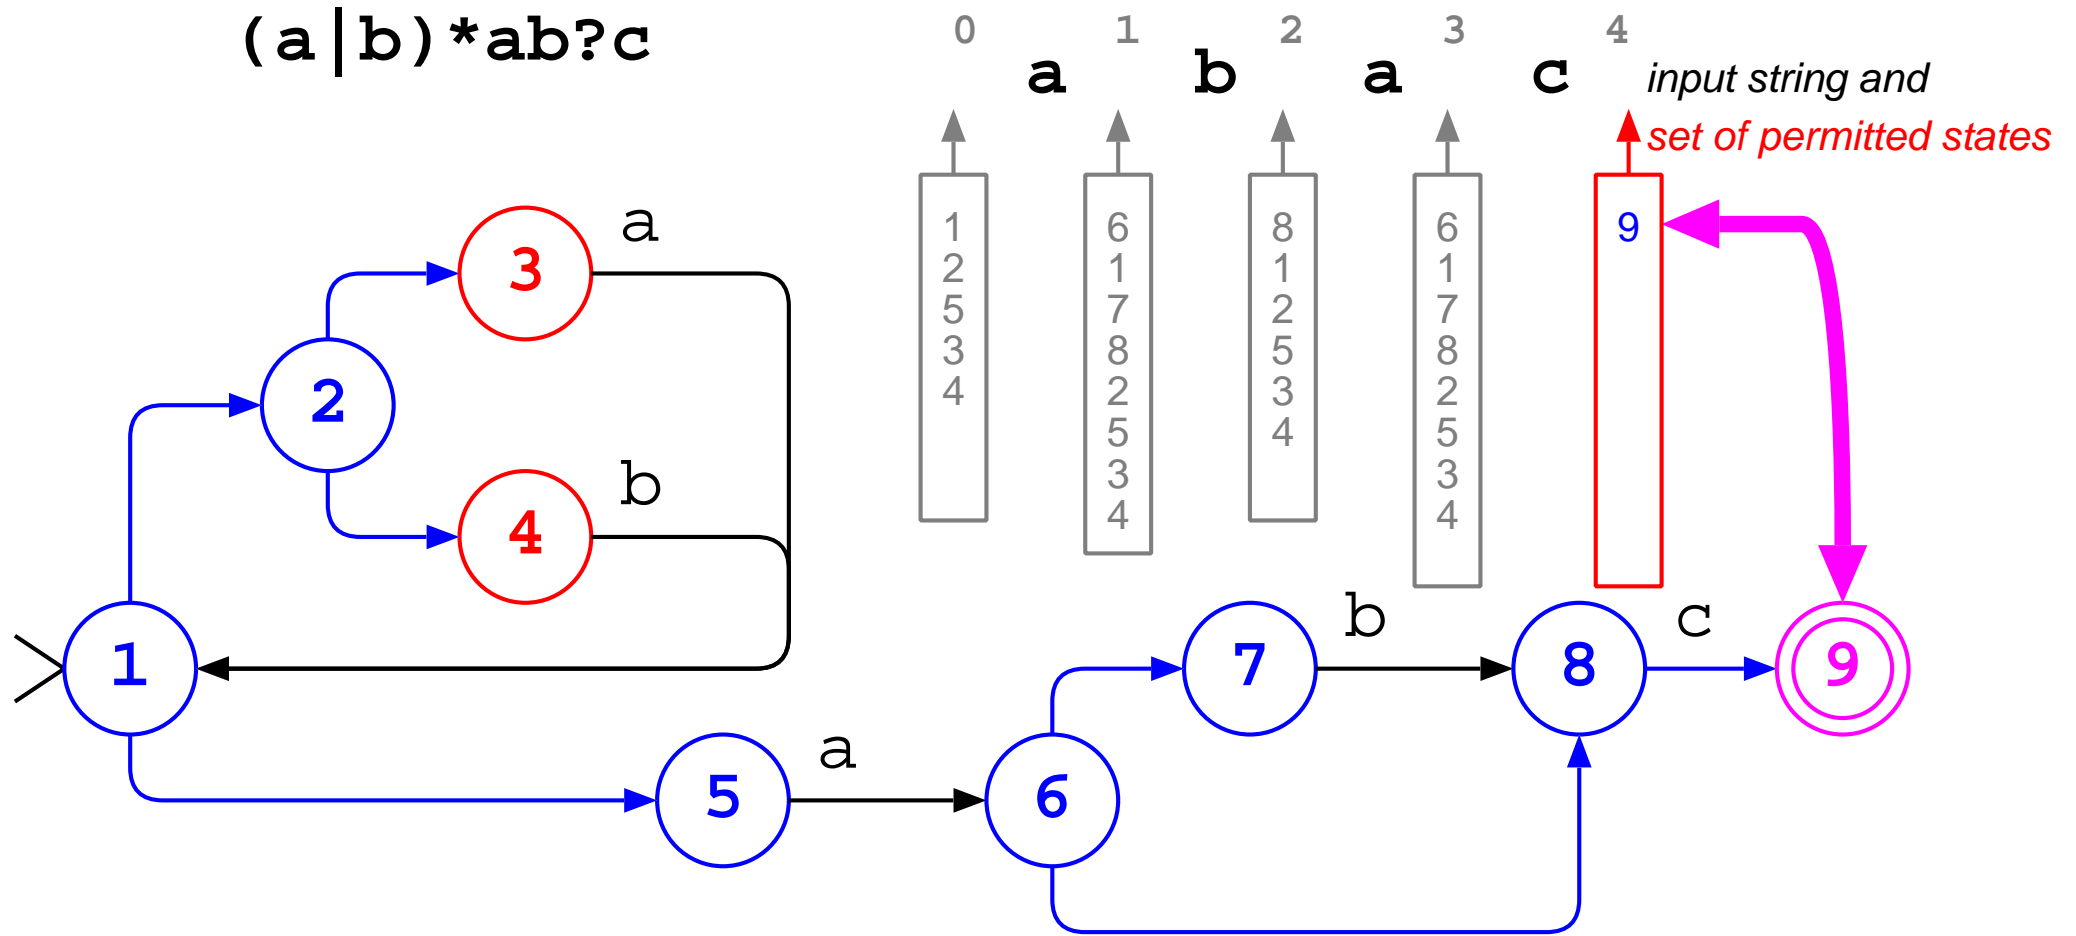 (a|b)*ab?c
0 1 2 3 4
a b a c
input string and
set of permitted states
1 6 8 6 9
2 1 1 1
5 7 2 7
3 8 5 8
4 2 3 2
5 4 5
3 3
4 4
3 a
2
4 b
1
5 a
6
7 b
8 c
9